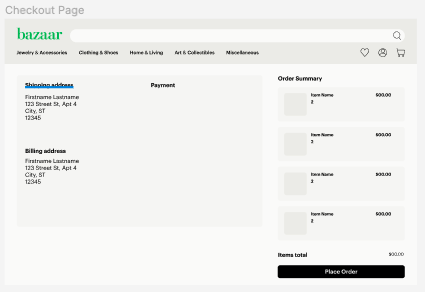 Checkout Page
bazaar
Jewelry & Accessories Clothing & Shoes Home & Living Art & Collectibles Miscellaneous
Shipping address
Firstname Lastname
123 Street St, Apt 4
City, ST
12345
Billing address
Firstname Lastname
123 Street St, Apt 4
City, ST
12345
Payment
Order Summary
Item Name $00.00
2
Item Name $00.00
2
Item Name $00.00
2
Item Name $00.00
2
Items total $00.00
Place Order